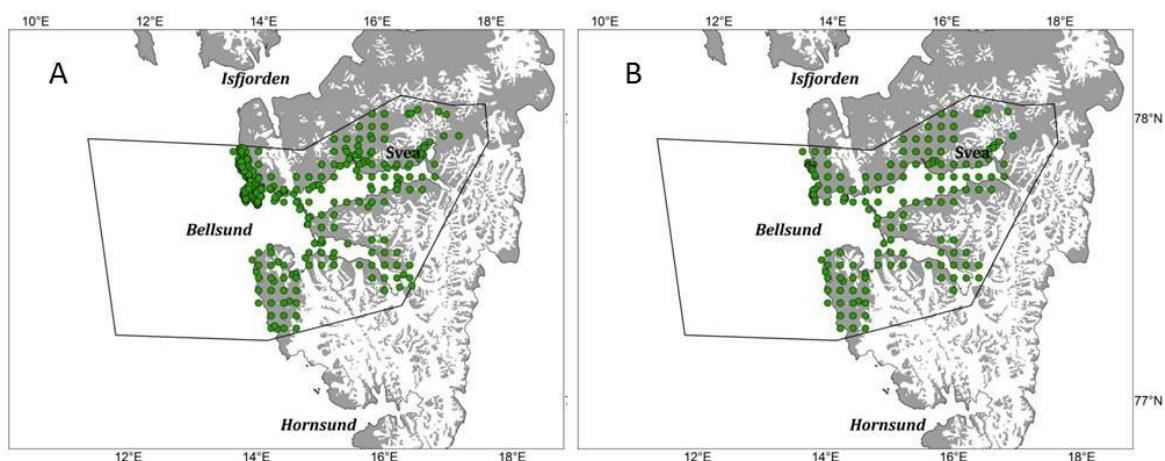 10°E 12°E 14°E 16°E 18°E 10°E 12°E 14°E 16°E 18°E
A B
Isfjorden Isfjorden
78°N
Svea Svea
Bellsund Bellsund
77°N
Hornsund Hornsund
12°E 14°E 16°E 18°E 12°E 14°E 16°E 18°E